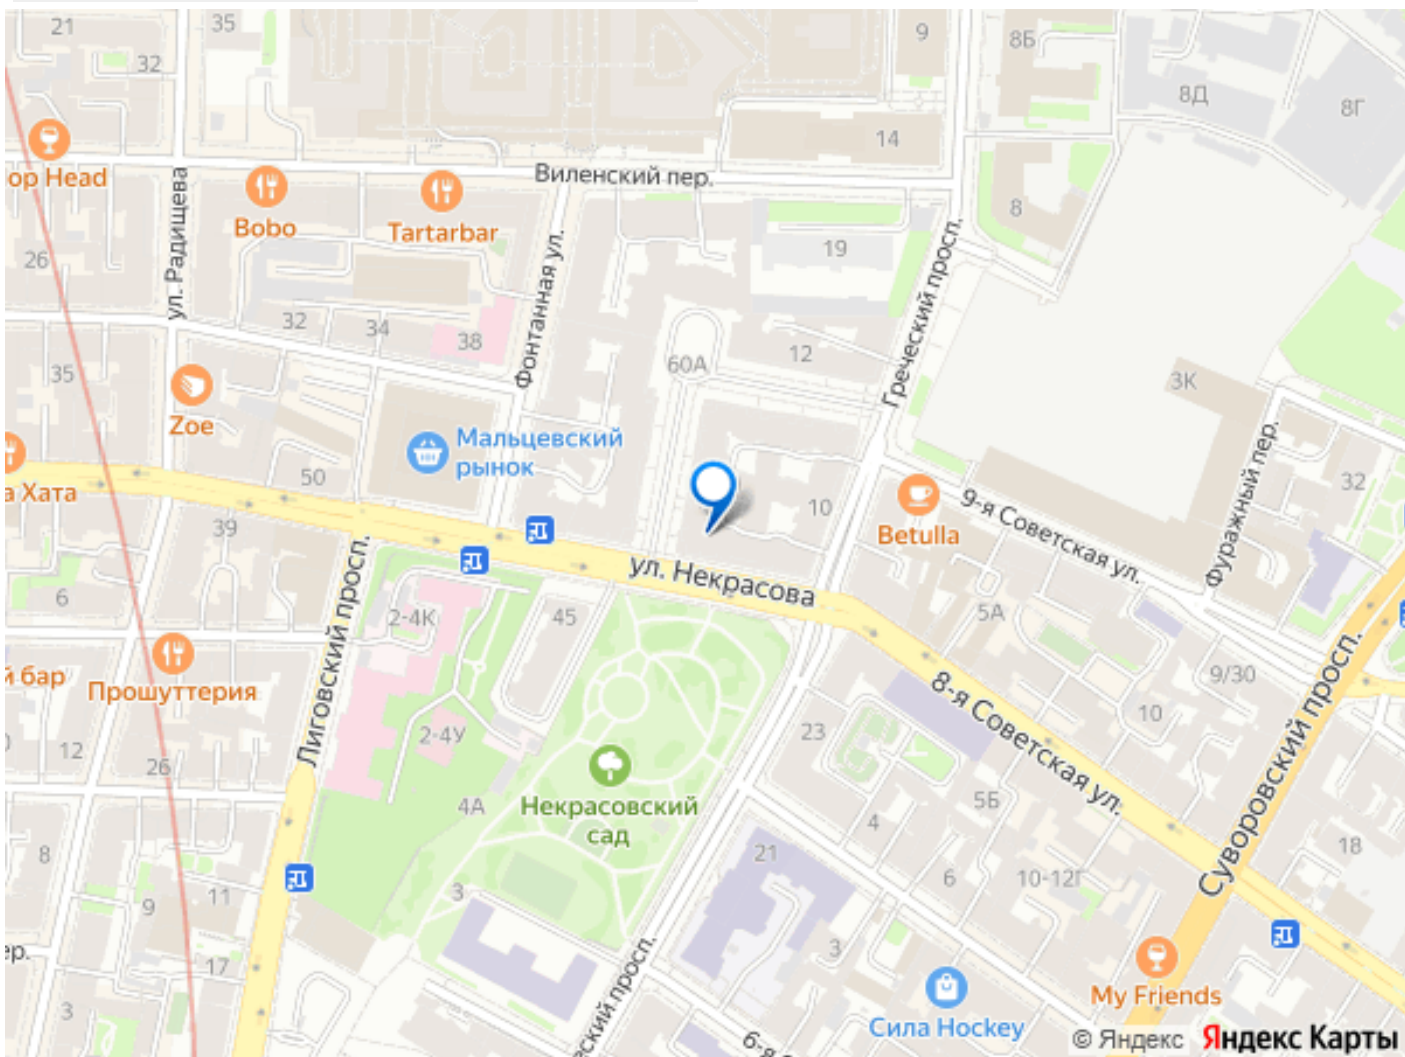 21
35
9
8Б
32
8Д
8Г
14
op Head
Виленский пер.
ул. Радищева
Bobo
Tartarbar
8
26
19
Фонтанная ул.
Греческий просп.
32
34
38
12
60А
35
3К
Zoe
Мальцевский
рынок
50
а Хата
10
Betulla
9-я Советская ул.
Фуражный пер.
32
39
ул. Некрасова
6
2-4К
45
5А
Лиговский просп.
й бар
Прошуттерия
9/30
8-я Советская ул.
10
Суворовский просп.
12
26
2-4У
23
4А
Некрасовский
сад
5Б
4
8
21
18
6
10-12Г
11
9
3
3
17
ер.
3
My Friends
Сила Hockey
ческий просп.
6-я
© Яндекс Яндекс Карты